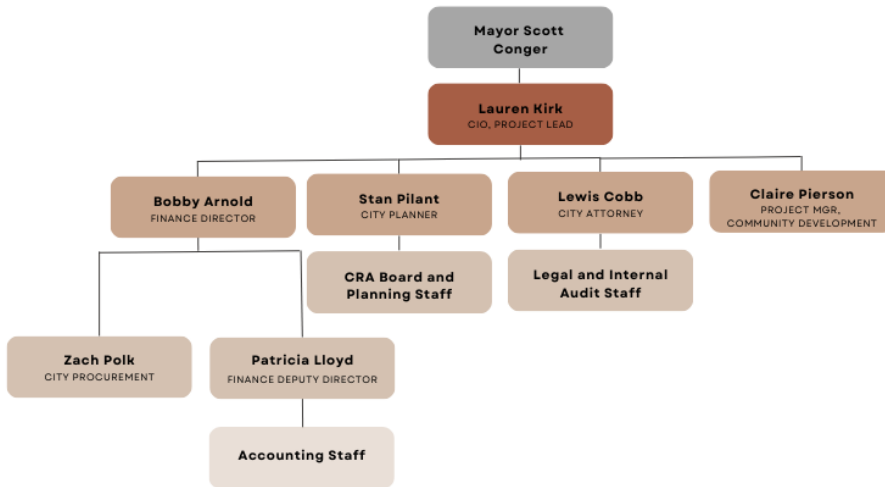 Mayor Scott
Conger
Lauren Kirk
CIO, PROJECT LEAD
Bobby Arnold
FINANCE DIRECTOR
Stan Pilant
CITY PLANNER
Lewis Cobb
CITY ATTORNEY
Claire Pierson
PROJECT MGR,
COMMUNITY DEVELOPMENT
CRA Board and
Planning Staff
Legal and Internal
Audit Staff
Zach Polk
CITY PROCUREMENT
Patricia Lloyd
FINANCE DEPUTY DIRECTOR
Accounting Staff